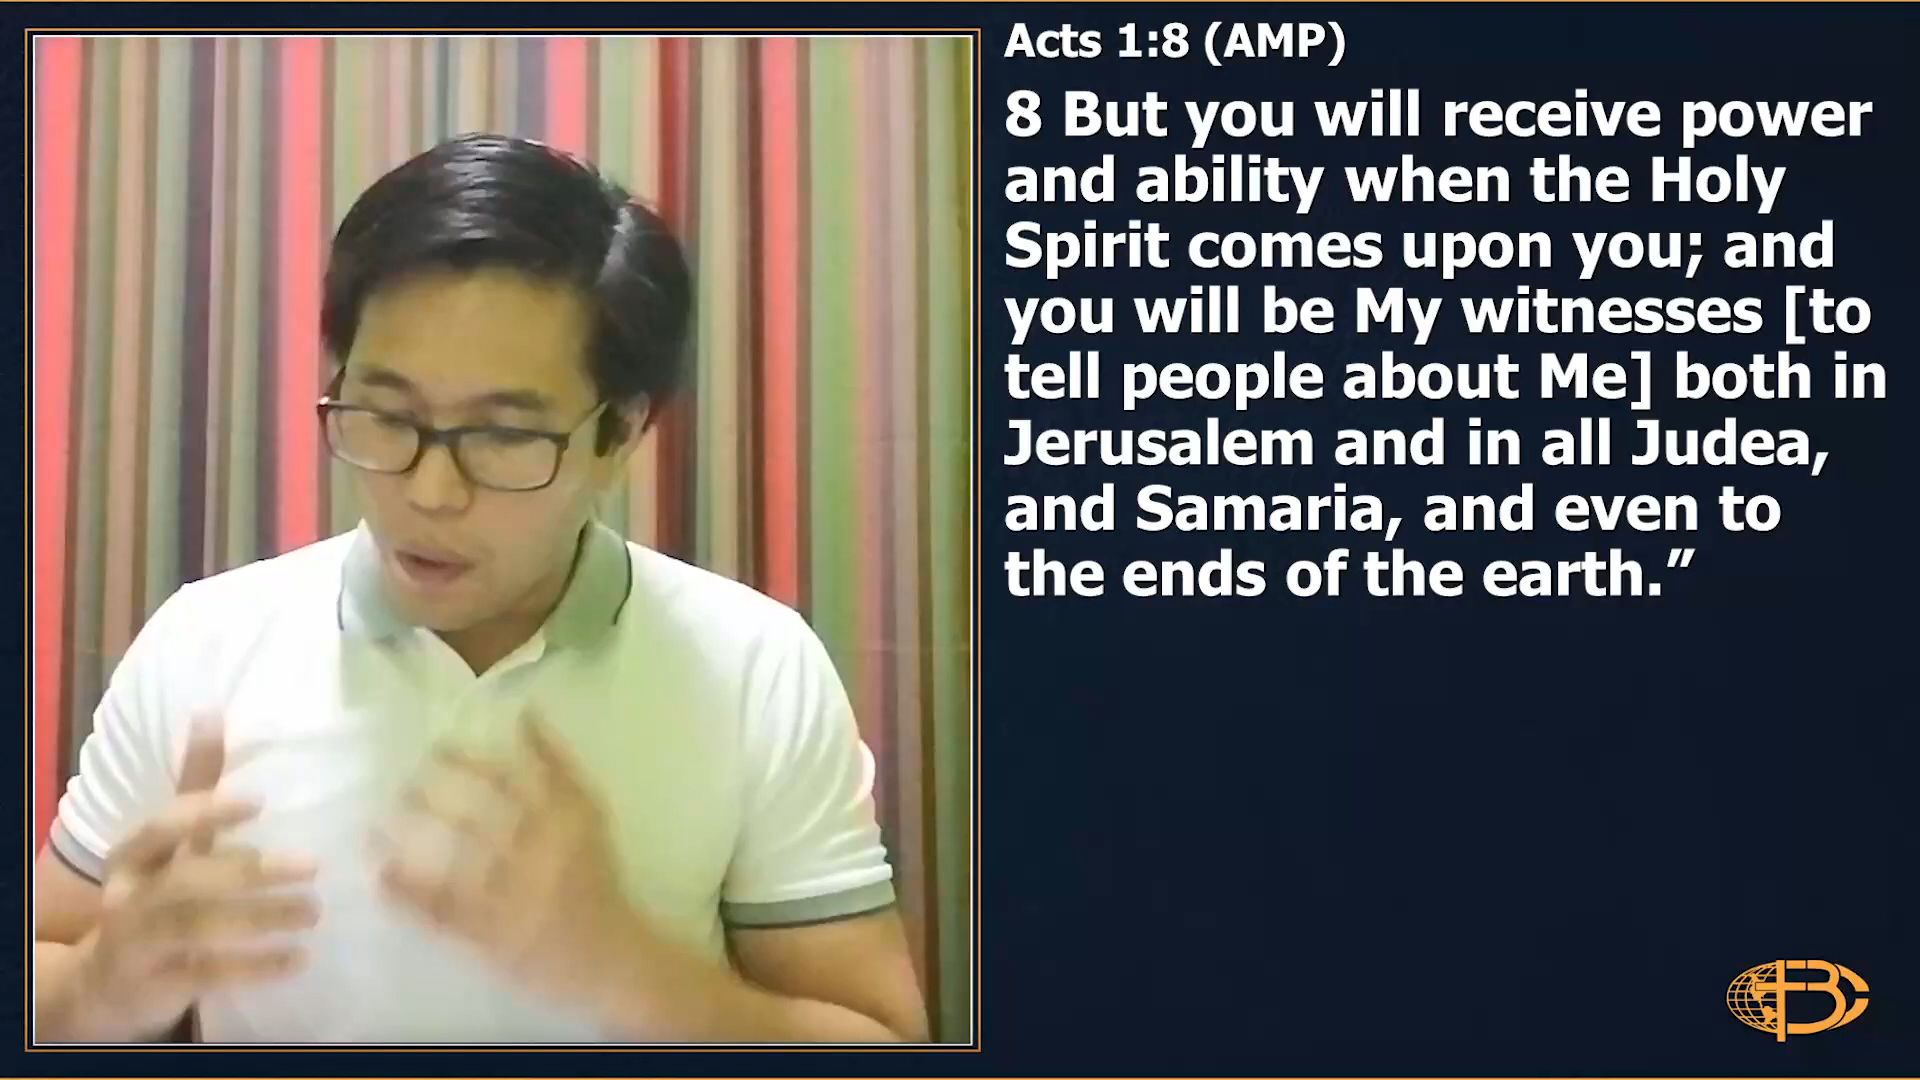 Acts 1:8 (AMP)
8 But you will receive power
and ability when the Holy
Spirit comes upon you; and
you will be My witnesses [to
tell people about Me] both in
Jerusalem and in all Judea,
and Samaria, and even to
the ends of the earth.”